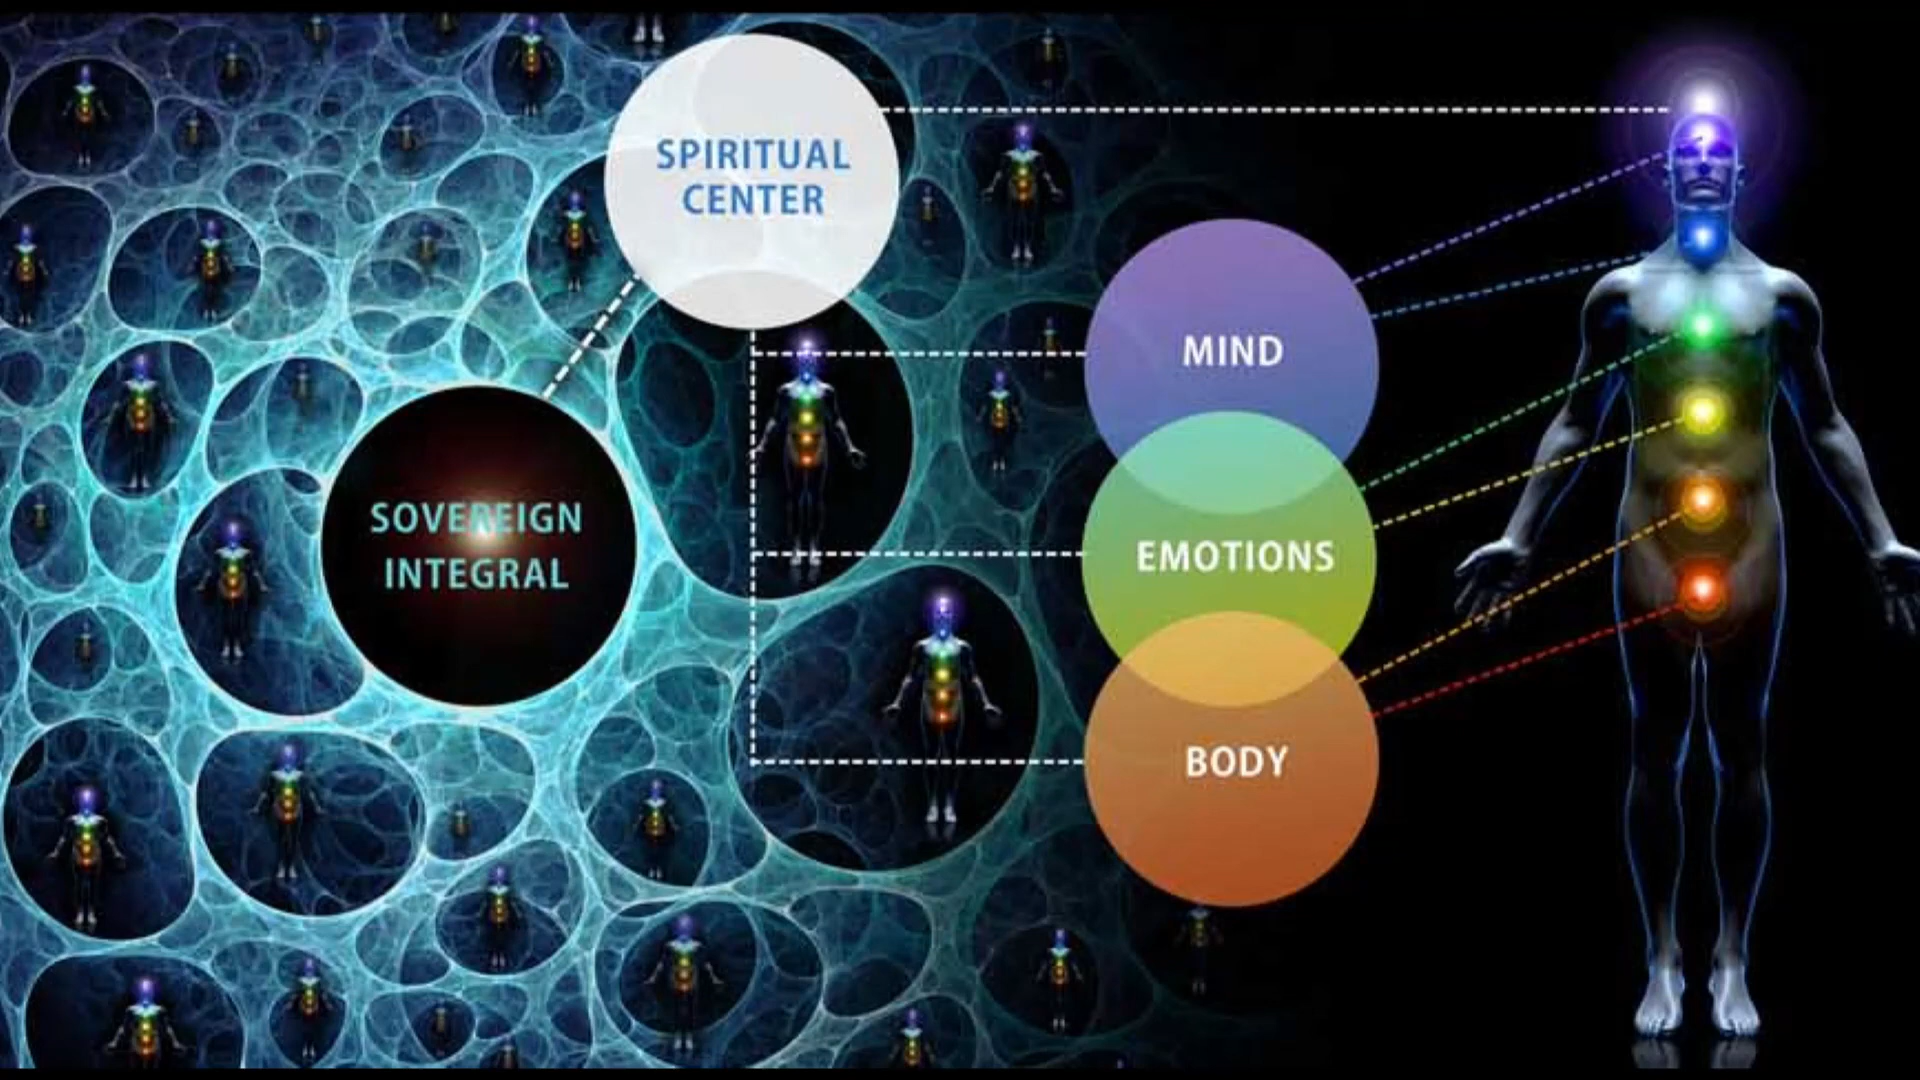 SPIRITUAL
CENTER
MIND
SOVEREIGN
INTEGRAL
EMOTIONS
BODY